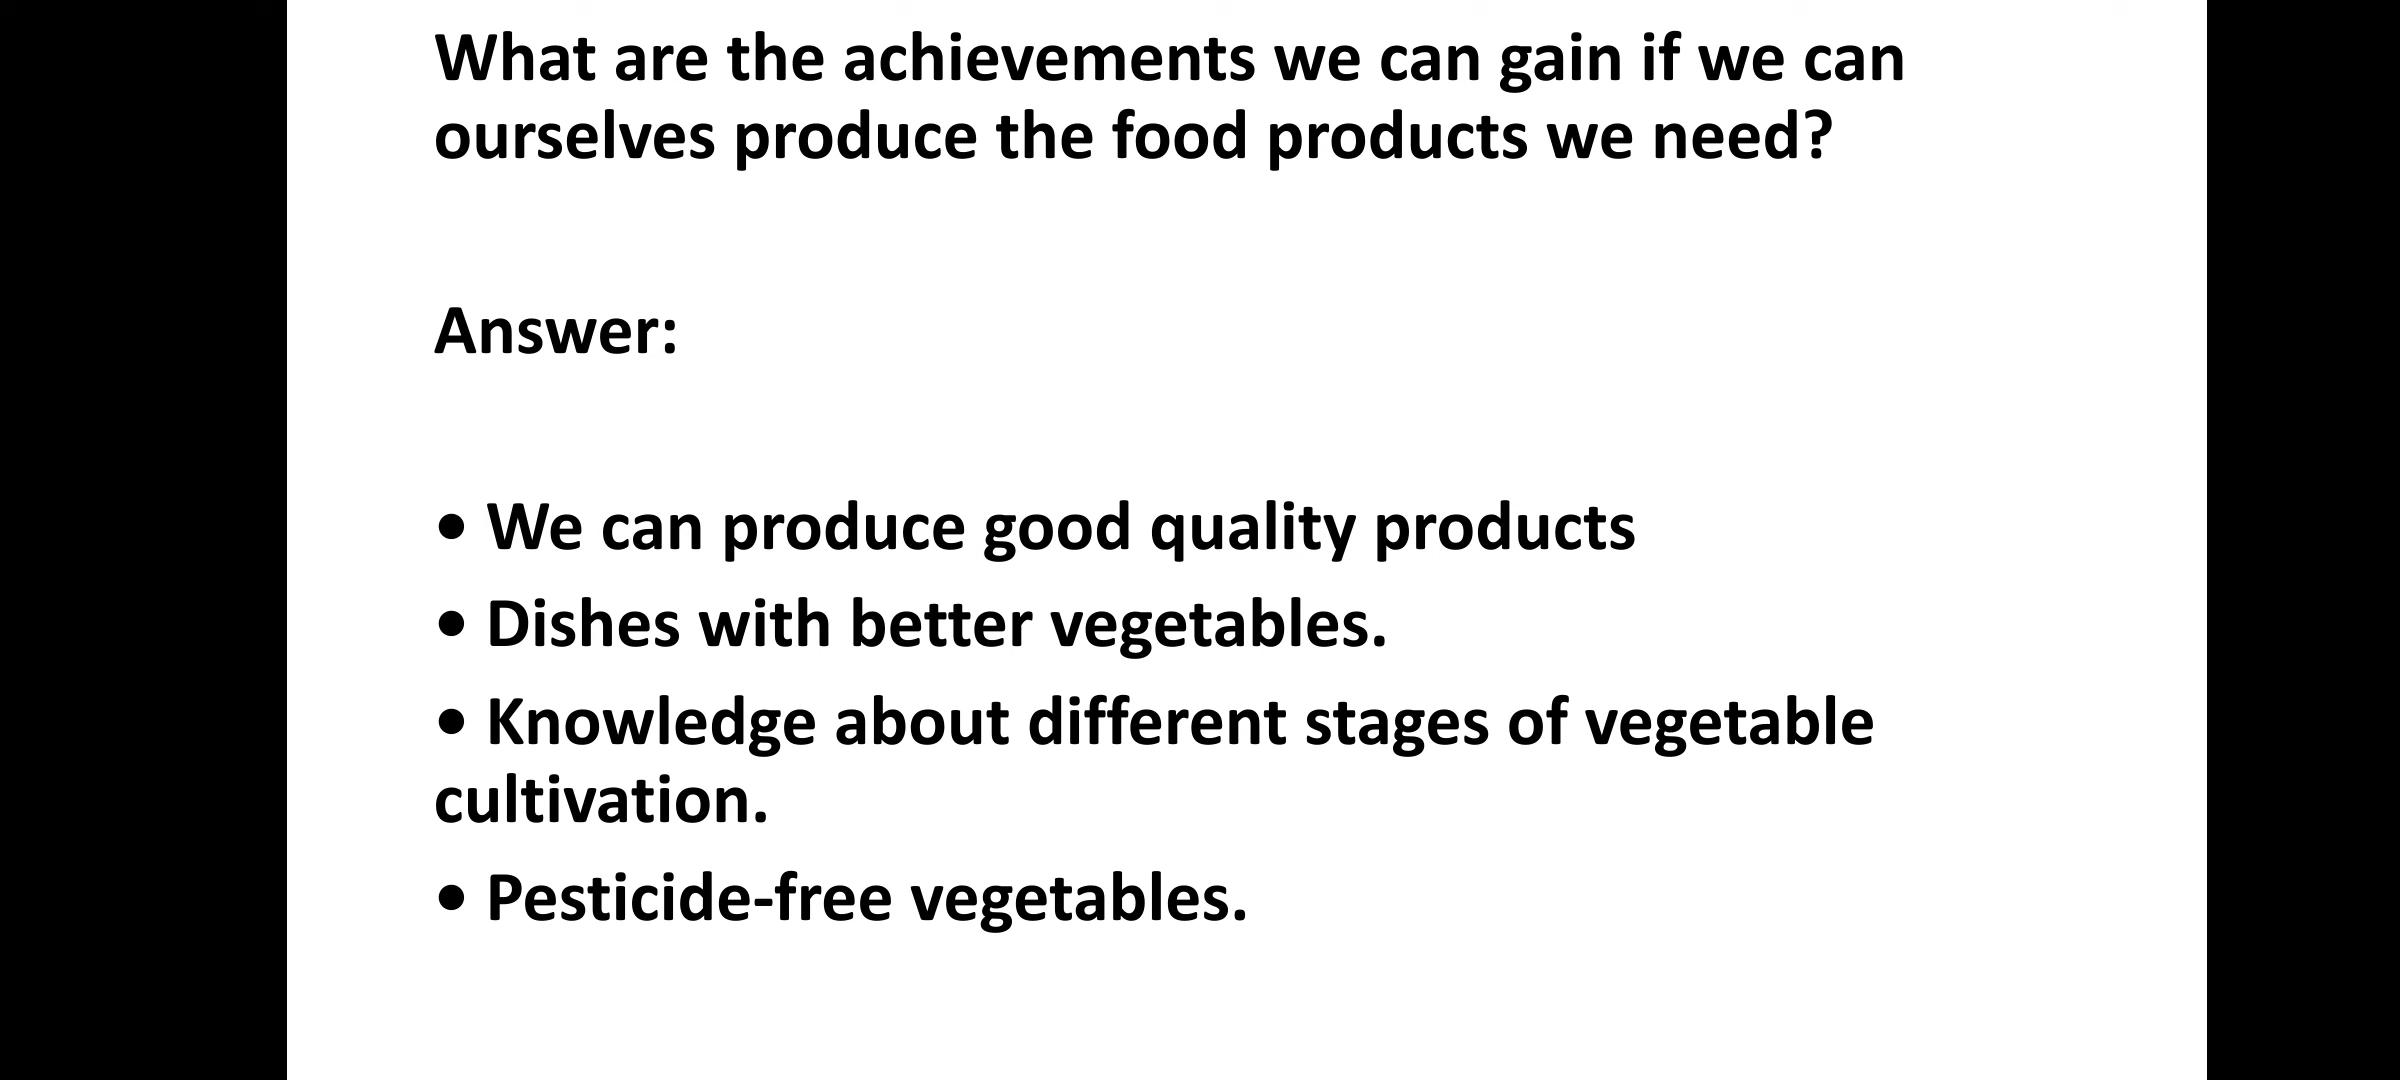 What are the achievements we can gain if we can
ourselves produce the food products we need?
Answer:
• We can produce good quality products
• Dishes with better vegetables.
• Knowledge about different stages of vegetable
cultivation.
• Pesticide-free vegetables.